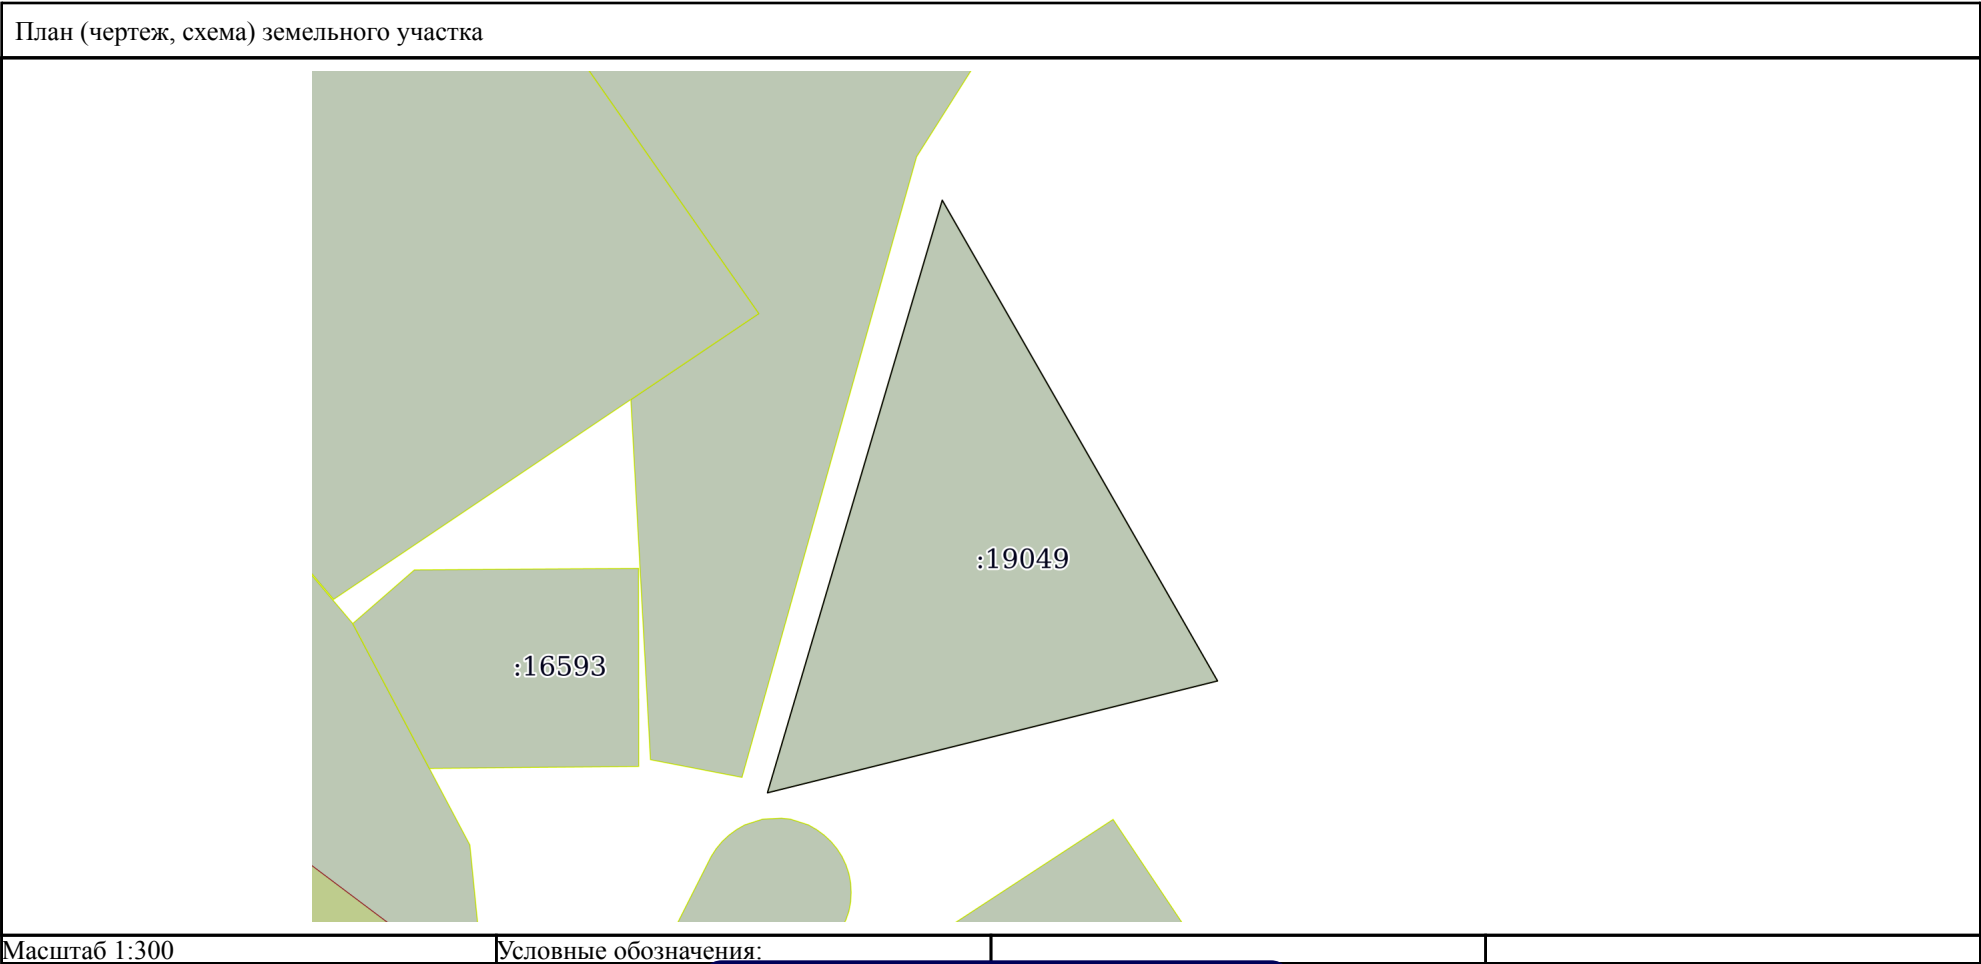 План (чертеж, схема) земельного участка
:19049
:16593
Масштаб 1:300
Условные обозначения: